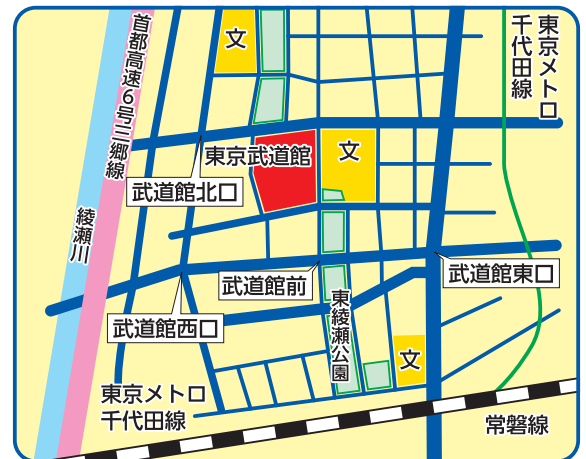 首都高速6号三郷線
文
東京メトロ
千代田線
東京武道館
文
武道館北口
綾瀬川
武道館前
武道館東口
武道館西口
東綾瀬公園
文
東京メトロ
千代田線
常磐線